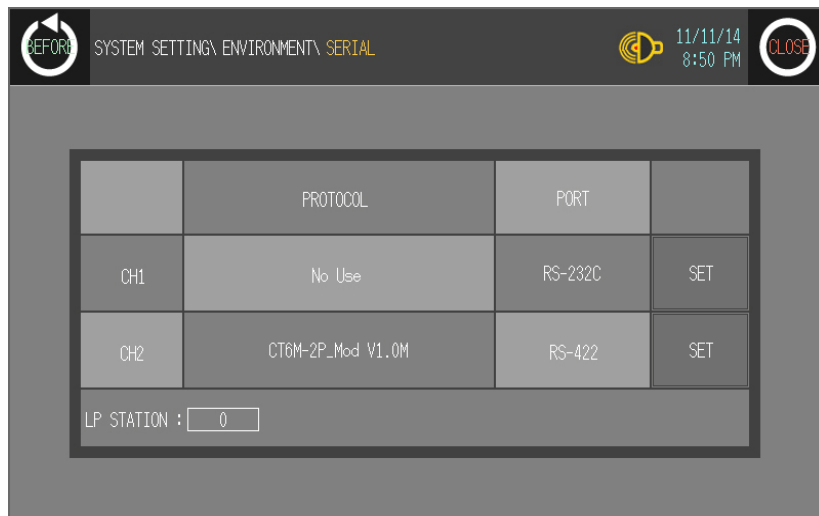 BEFORE SYSTEM SETTING\ ENVIRONMENT\ SERIAL 11/11/14 CLOSE
8:50 PM
PROTOCOL PORT
CH1 No Use RS-232C SET
CH2 CT6M-2P_Mod V1.0M RS-422 SET
LP STATION : 0